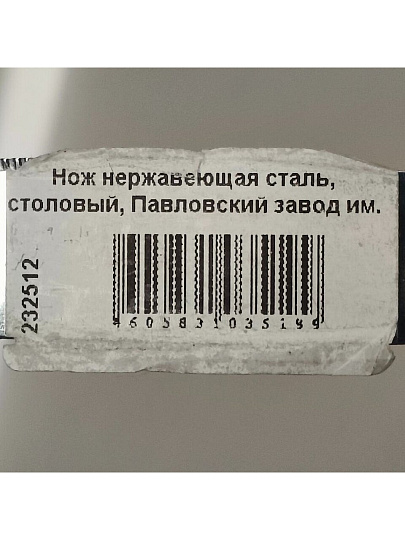 Нож нержавеющая сталь,
столовый, Павловский завод им.
232512
4605831035199